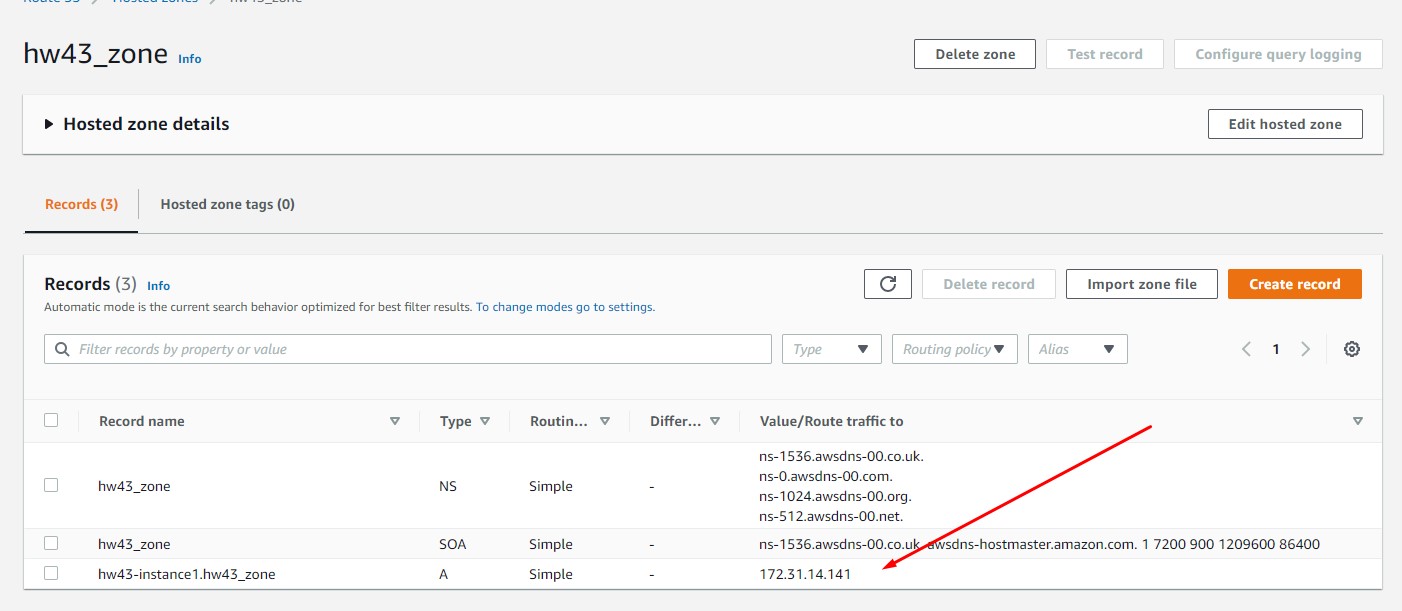 Route 53 > Hosted zones > hw43_zone
hw43_zone Info
Delete zone
Test record
Configure query logging
Hosted zone details
Edit hosted zone
Records (3)
Hosted zone tags (0)
Records (3) Info
Automatic mode is the current search behavior optimized for best filter results. To change modes go to settings.
Delete record
Import zone file
Create record
Filter records by property or value
Type
Routing policy
Alias
1
Record name
Type
Routin...
Differ...
Value/Route traffic to
hw43_zone
NS
Simple
-
ns-1536.awsdns-00.co.uk.
ns-0.awsdns-00.com.
ns-1024.awsdns-00.org.
ns-512.awsdns-00.net.
hw43_zone
SOA
Simple
-
ns-1536.awsdns-00.co.uk. awsdns-hostmaster.amazon.com. 1 7200 900 1209600 86400
hw43-instance1.hw43_zone
A
Simple
-
172.31.14.141